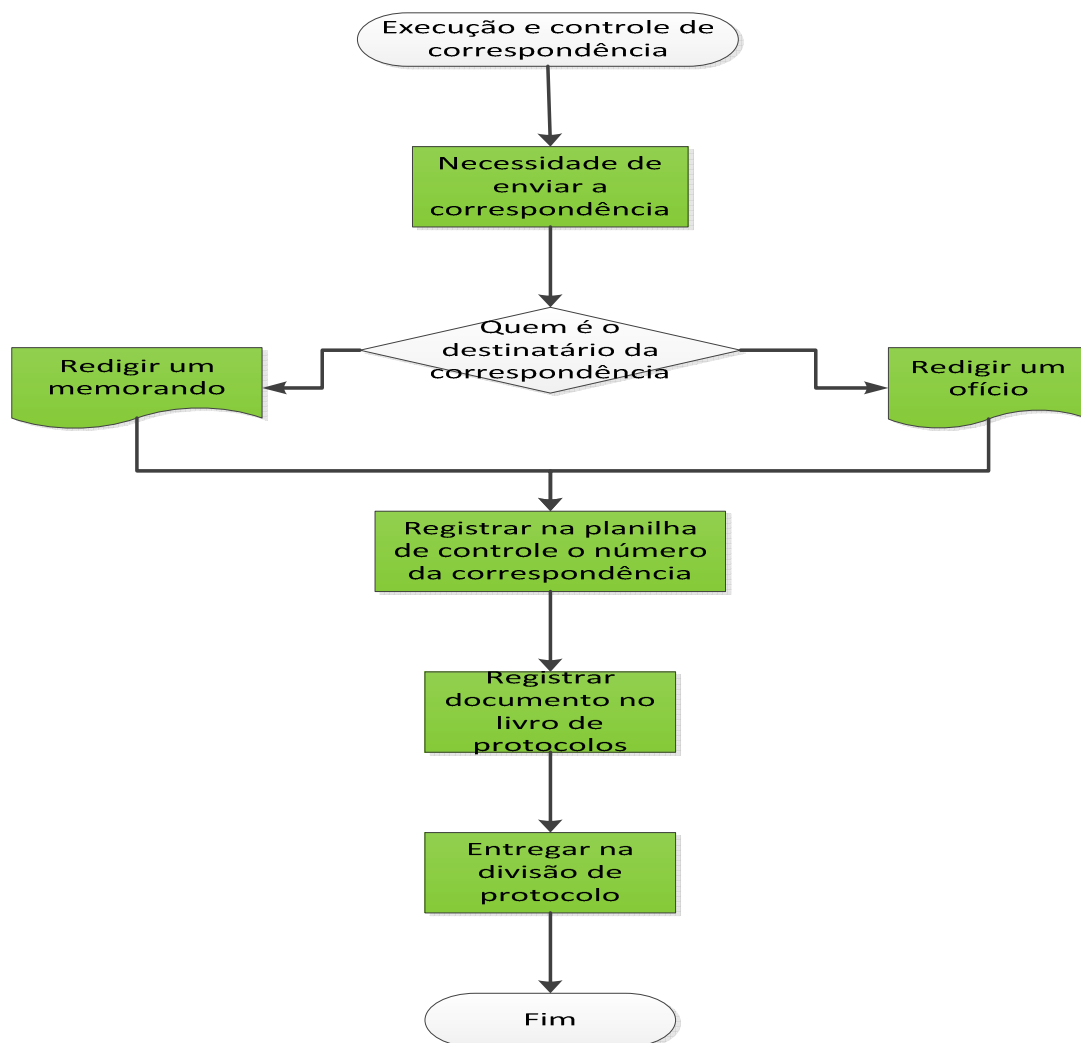 Execução e controle de
correspondência
Necessidade de
enviar a
correspondência
Quem é o
destinatário da
correspondência
Redigir um
memorando
Redigir um
ofício
Registrar na planilha
de controle o número
da correspondência
Registrar
documento no
livro de
protocolos
Entregar na
divisão de
protocolo
Fim